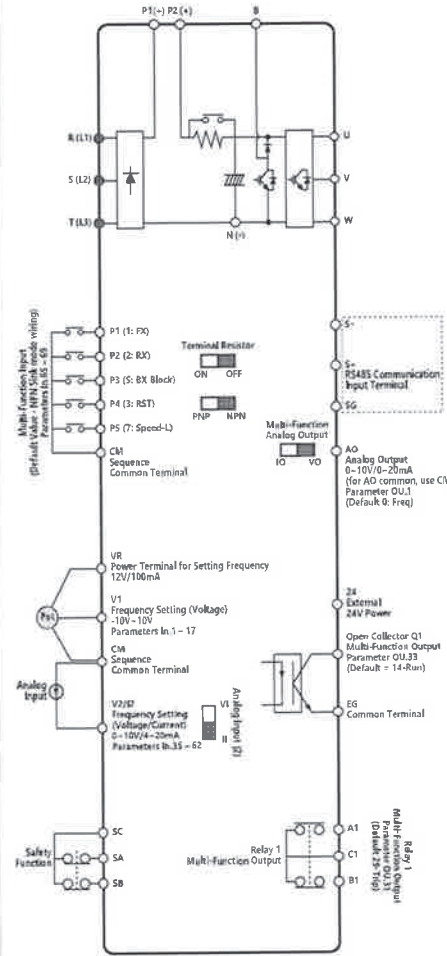 P1(+) P2 (+) B
R (L1)
S (L2)
T (L3)
U
V
W
N (-)
Multi-Function Input
(Default Value - NPN Sink mode wiring)
Parameters In.65 ~ 69
P1 (1: FX)
P2 (2: RX)
P3 (5: BX Block)
P4 (3: RST)
P5 (7: Speed-L)
CM
Sequence
Common Terminal
Terminal Resistor
ON OFF
PNP NPN
S-
S+
RS485 Communication
Input Terminal
SG
Multi-Function
Analog Output
IO VO
AO
Analog Output
0~10V/0~20mA
(for AO common, use CM
Parameter OU.1
(Default 0: Freq)
VR
Power Terminal for Setting Frequency
12V/100mA
Pot
V1
Frequency Setting (Voltage)
-10V~10V
Parameters In.1 ~ 17
CM
Sequence
Common Terminal
Analog
Input
V2/I2
Frequency Setting
(Voltage/Current)
0~10V/4~20mA
Parameters In.35 ~ 62
VI
II
Analog Input (2)
24
External
24V Power
Open Collector Q1
Multi-Function Output
Parameter OU.33
(Default = 14-Run)
EG
Common Terminal
Safety
Function
SC
SA
SB
Relay 1
Multi-Function Output
A1
C1
B1
Relay 1
Multi-Function Output
Parameter OU.31
(Default 29-Trip)